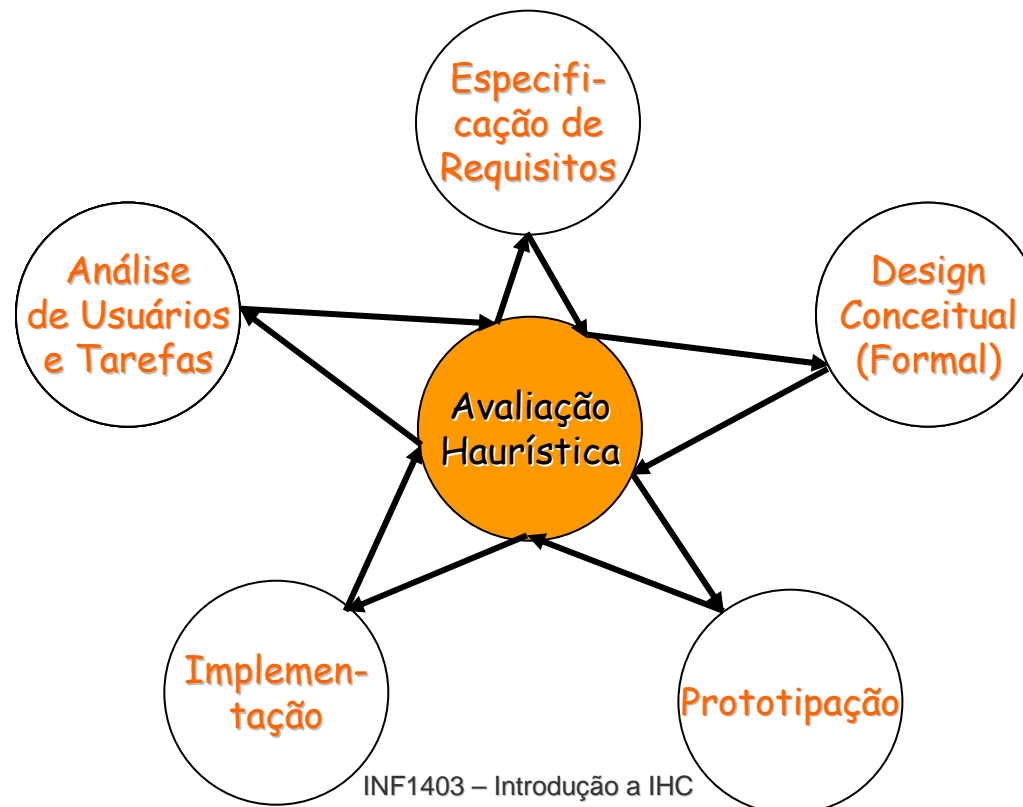 Especifi-
cação de
Requisitos
Análise
de Usuários
e Tarefas
Design
Conceitual
(Formal)
Avaliação
Haurística
Implemen-
tação
Prototipação
INF1403 – Introdução a IHC